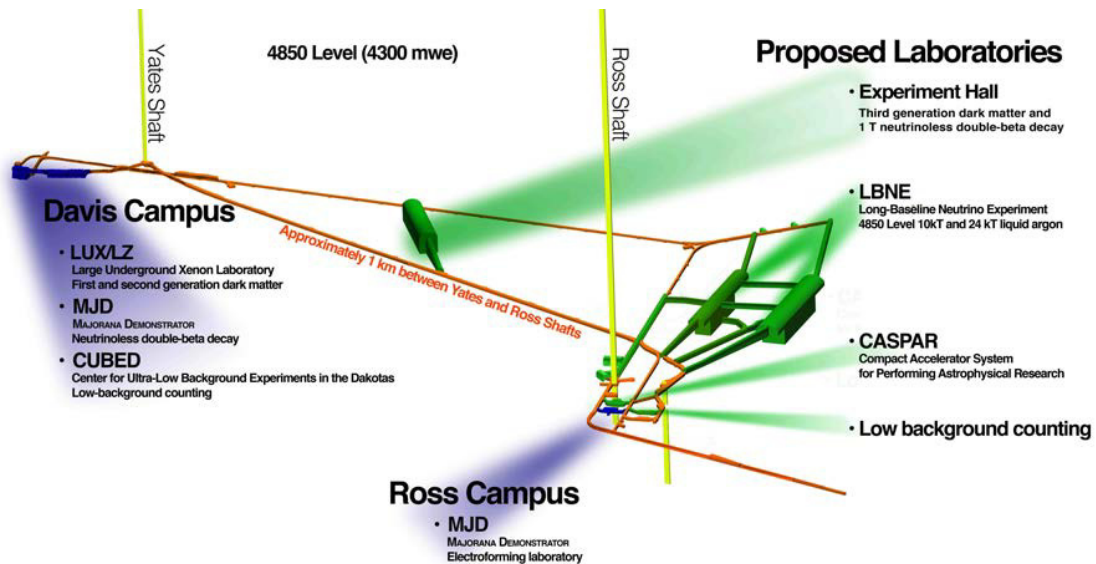 4850 Level (4300 mwe)
Yates Shaft
Ross Shaft
Proposed Laboratories
• Experiment Hall
Third generation dark matter and
1 T neutrinoless double-beta decay
• LBNE
Long-Baseline Neutrino Experiment
4850 Level 10kT and 24 kT liquid argon
• CASPAR
Compact Accelerator System
for Performing Astrophysical Research
• Low background counting
Davis Campus
• LUX/LZ
Large Underground Xenon Laboratory
First and second generation dark matter
• MJD
MAJORANA DEMONSTRATOR
Neutrinoless double-beta decay
• CUBED
Center for Ultra-Low Background Experiments in the Dakotas
Low-background counting
Approximately 1 km between Yates and Ross Shafts
Ross Campus
• MJD
MAJORANA DEMONSTRATOR
Electroforming laboratory